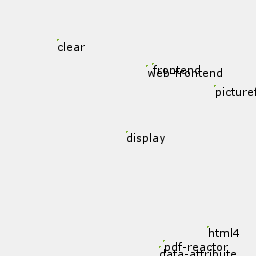 clear
frontend
web-frontend
picturef
display
html4
pdf-reactor
data-attribute